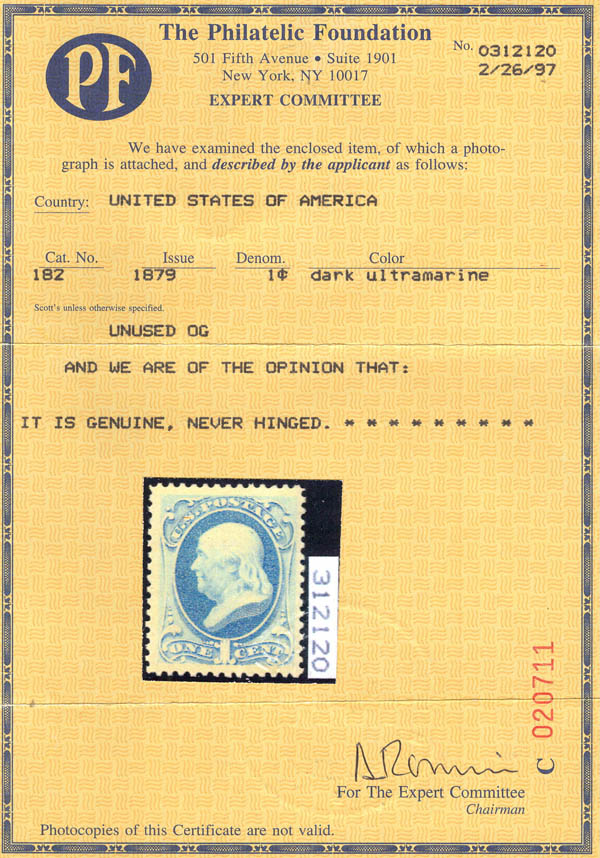 PF
The Philatelic Foundation
501 Fifth Avenue • Suite 1901
New York, NY 10017
EXPERT COMMITTEE
No. 0312120
2/26/97
We have examined the enclosed item, of which a photo-
graph is attached, and described by the applicant as follows:
Country: UNITED STATES OF AMERICA
Cat. No. Issue Denom. Color
182 1879 1¢ dark ultramarine
Scott's unless otherwise specified.
UNUSED OG
AND WE ARE OF THE OPINION THAT:
IT IS GENUINE, NEVER HINGED. * * * * * * * * *
U.S. POSTAGE
ONE 1 CENT
312120
C 020711
For The Expert Committee
Chairman
Photocopies of this Certificate are not valid.